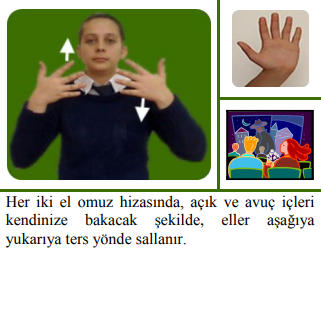 Her iki el omuz hizasında, açık ve avuç içleri
kendinize bakacak şekilde, eller aşağıya
yukarıya ters yönde sallanır.